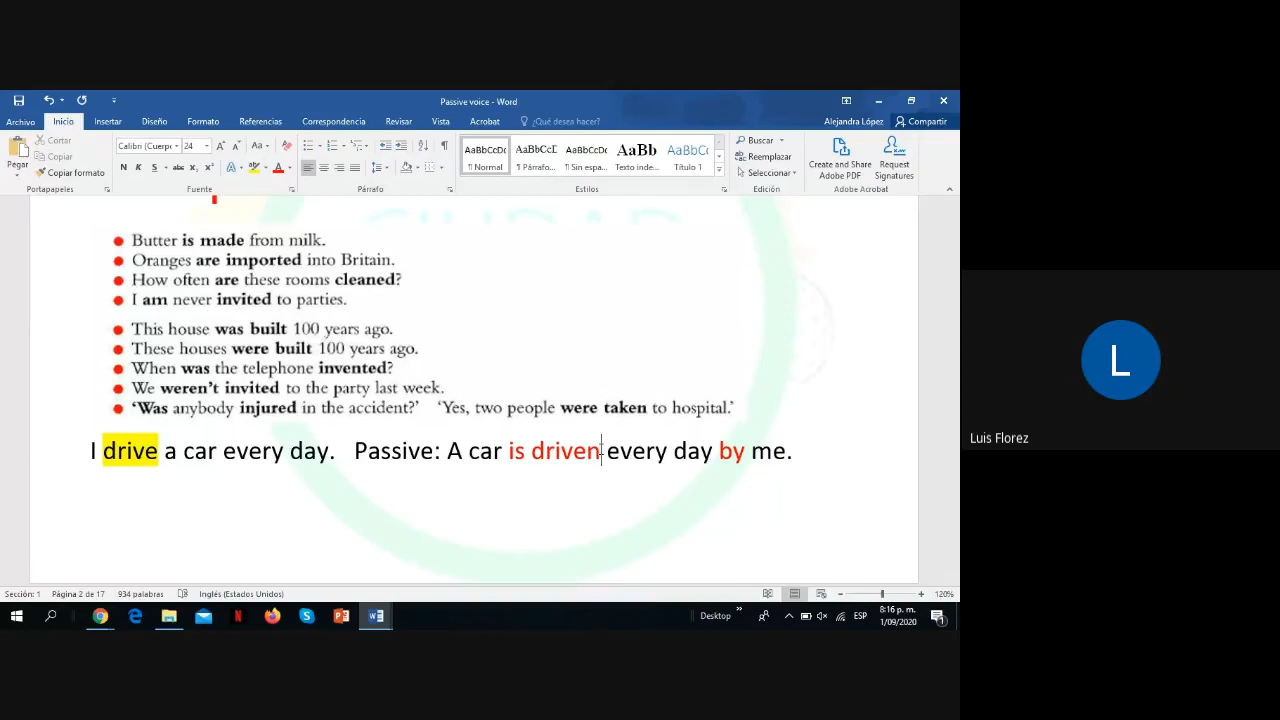 Passive voice - Word
Archivo Inicio Insertar Diseño Formato Referencias Correspondencia Revisar Vista Acrobat ¿Qué desea hacer? Alejandra López Compartir
Pegar
Cortar
Copiar
Copiar formato
Calibri (Cuerp 24
N K S abc x₂ x²
AaBbCcDc AaBbCcD AaBbCcDc AaBb AaBbC
¶ Normal ¶ Párrafo... ¶ Sin espa... Texto inde... Título 1
Buscar
Reemplazar
Seleccionar
Create and Share
Adobe PDF
Request
Signatures
Portapapeles Fuente Párrafo Estilos Edición Adobe Acrobat
Butter is made from milk.
Oranges are imported into Britain.
How often are these rooms cleaned?
I am never invited to parties.
This house was built 100 years ago.
These houses were built 100 years ago.
When was the telephone invented?
We weren't invited to the party last week.
‘Was anybody injured in the accident?’ ‘Yes, two people were taken to hospital.’
I drive a car every day. Passive: A car is driven every day by me.
L
Luis Florez
Sección: 1 Página 2 de 17 934 palabras Inglés (Estados Unidos) 120%
Desktop ESP 8:16 p. m.
1/09/2020